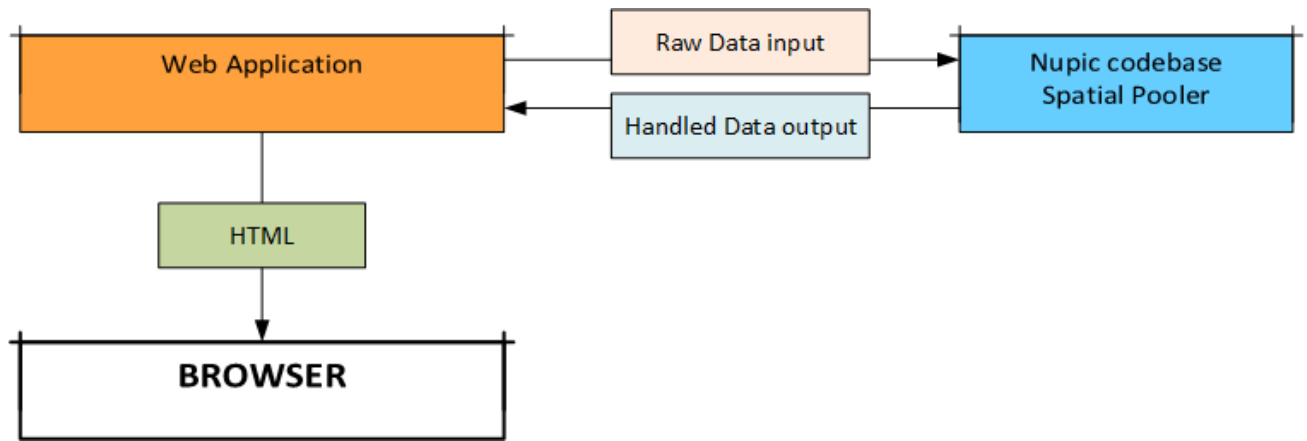 Web Application
Raw Data input
Nupic codebase
Spatial Pooler
Handled Data output
HTML
BROWSER